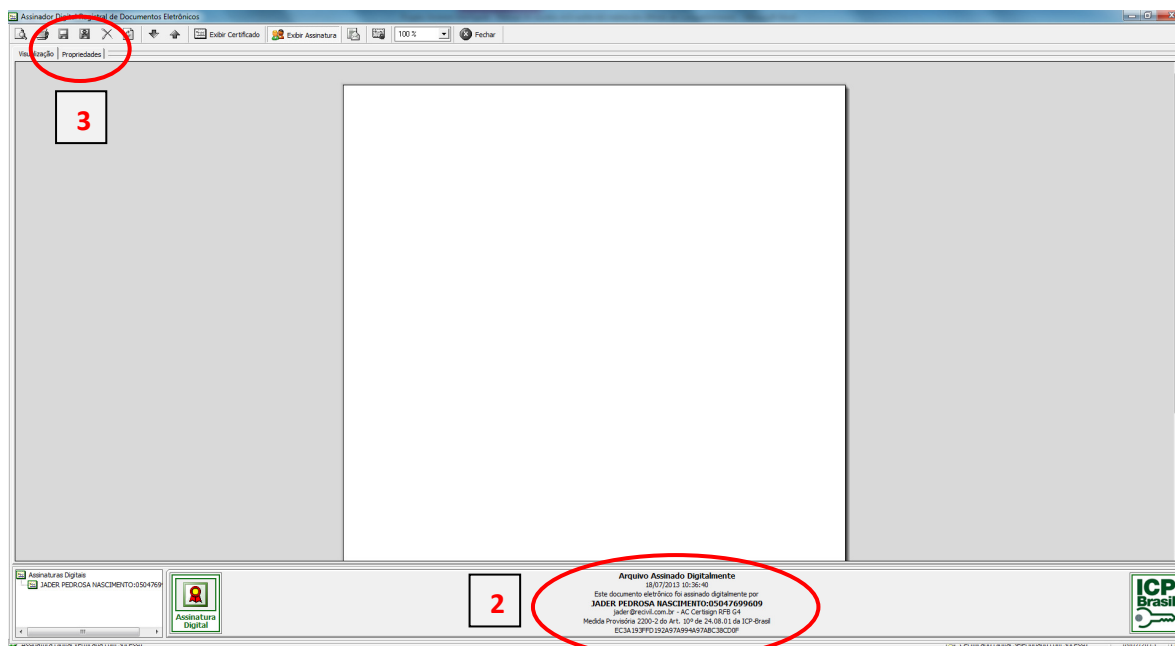 Assinador Digital Registral de Documentos Eletrônicos
Exibir Certificado Exibir Assinatura 100 % Fechar
Visualização Propriedades
3
Assinaturas Digitais
JADER PEDROSA NASCIMENTO:0504769
Assinatura
Digital
2
Arquivo Assinado Digitalmente
18/07/2013 10:36:40
Este documento eletrônico foi assinado digitalmente por
JADER PEDROSA NASCIMENTO:05047699609
jader@recivil.com.br - AC Certisign RFB G4
Medida Provisória 2200-2 do Art. 10º de 24.08.01 da ICP-Brasil
EC3A193FFD192A97A994A97ABC38CD0F
ICP
Brasil